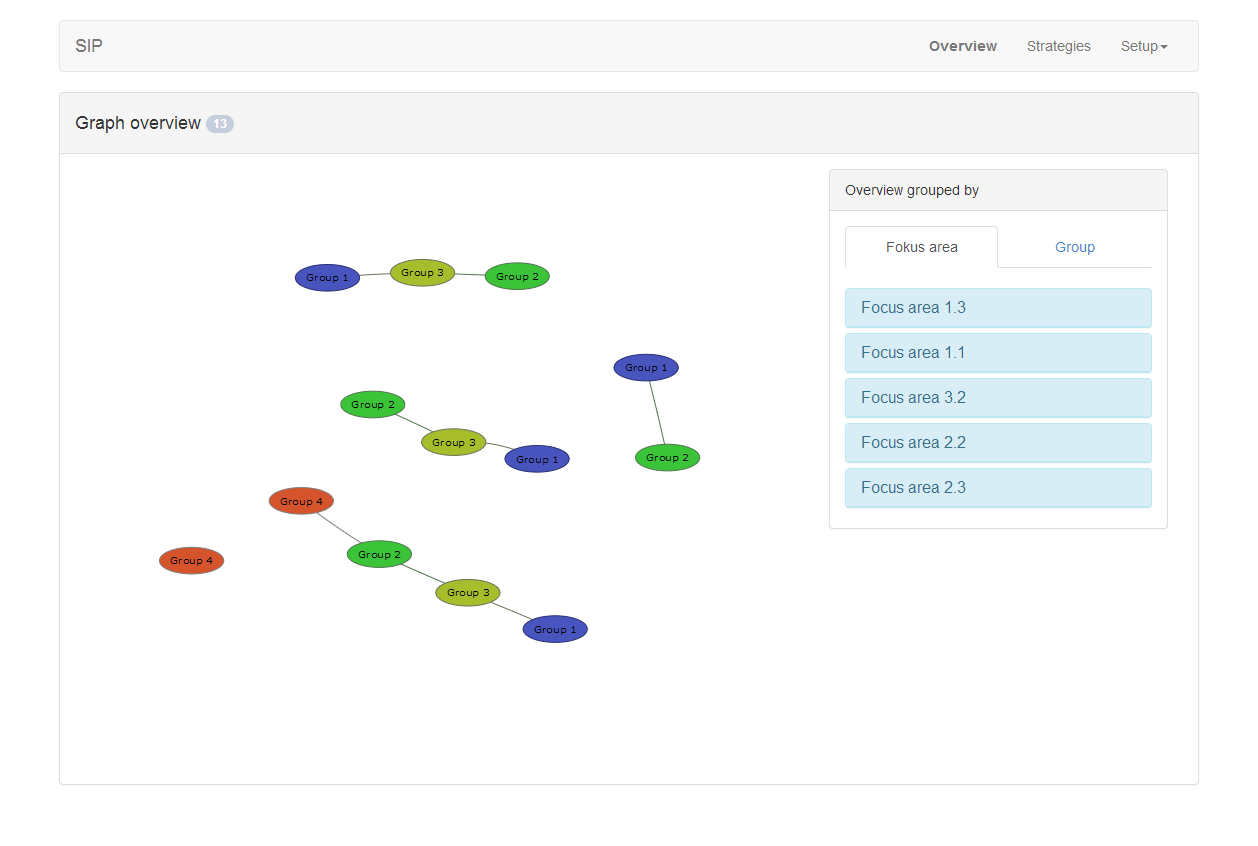 SIP Overview Strategies Setup
Graph overview 13
Overview grouped by
Fokus area Group
Focus area 1.3
Focus area 1.1
Focus area 3.2
Focus area 2.2
Focus area 2.3
Group 1 Group 3 Group 2
Group 1
Group 2
Group 2
Group 3
Group 1
Group 4
Group 2
Group 3
Group 1
Group 4